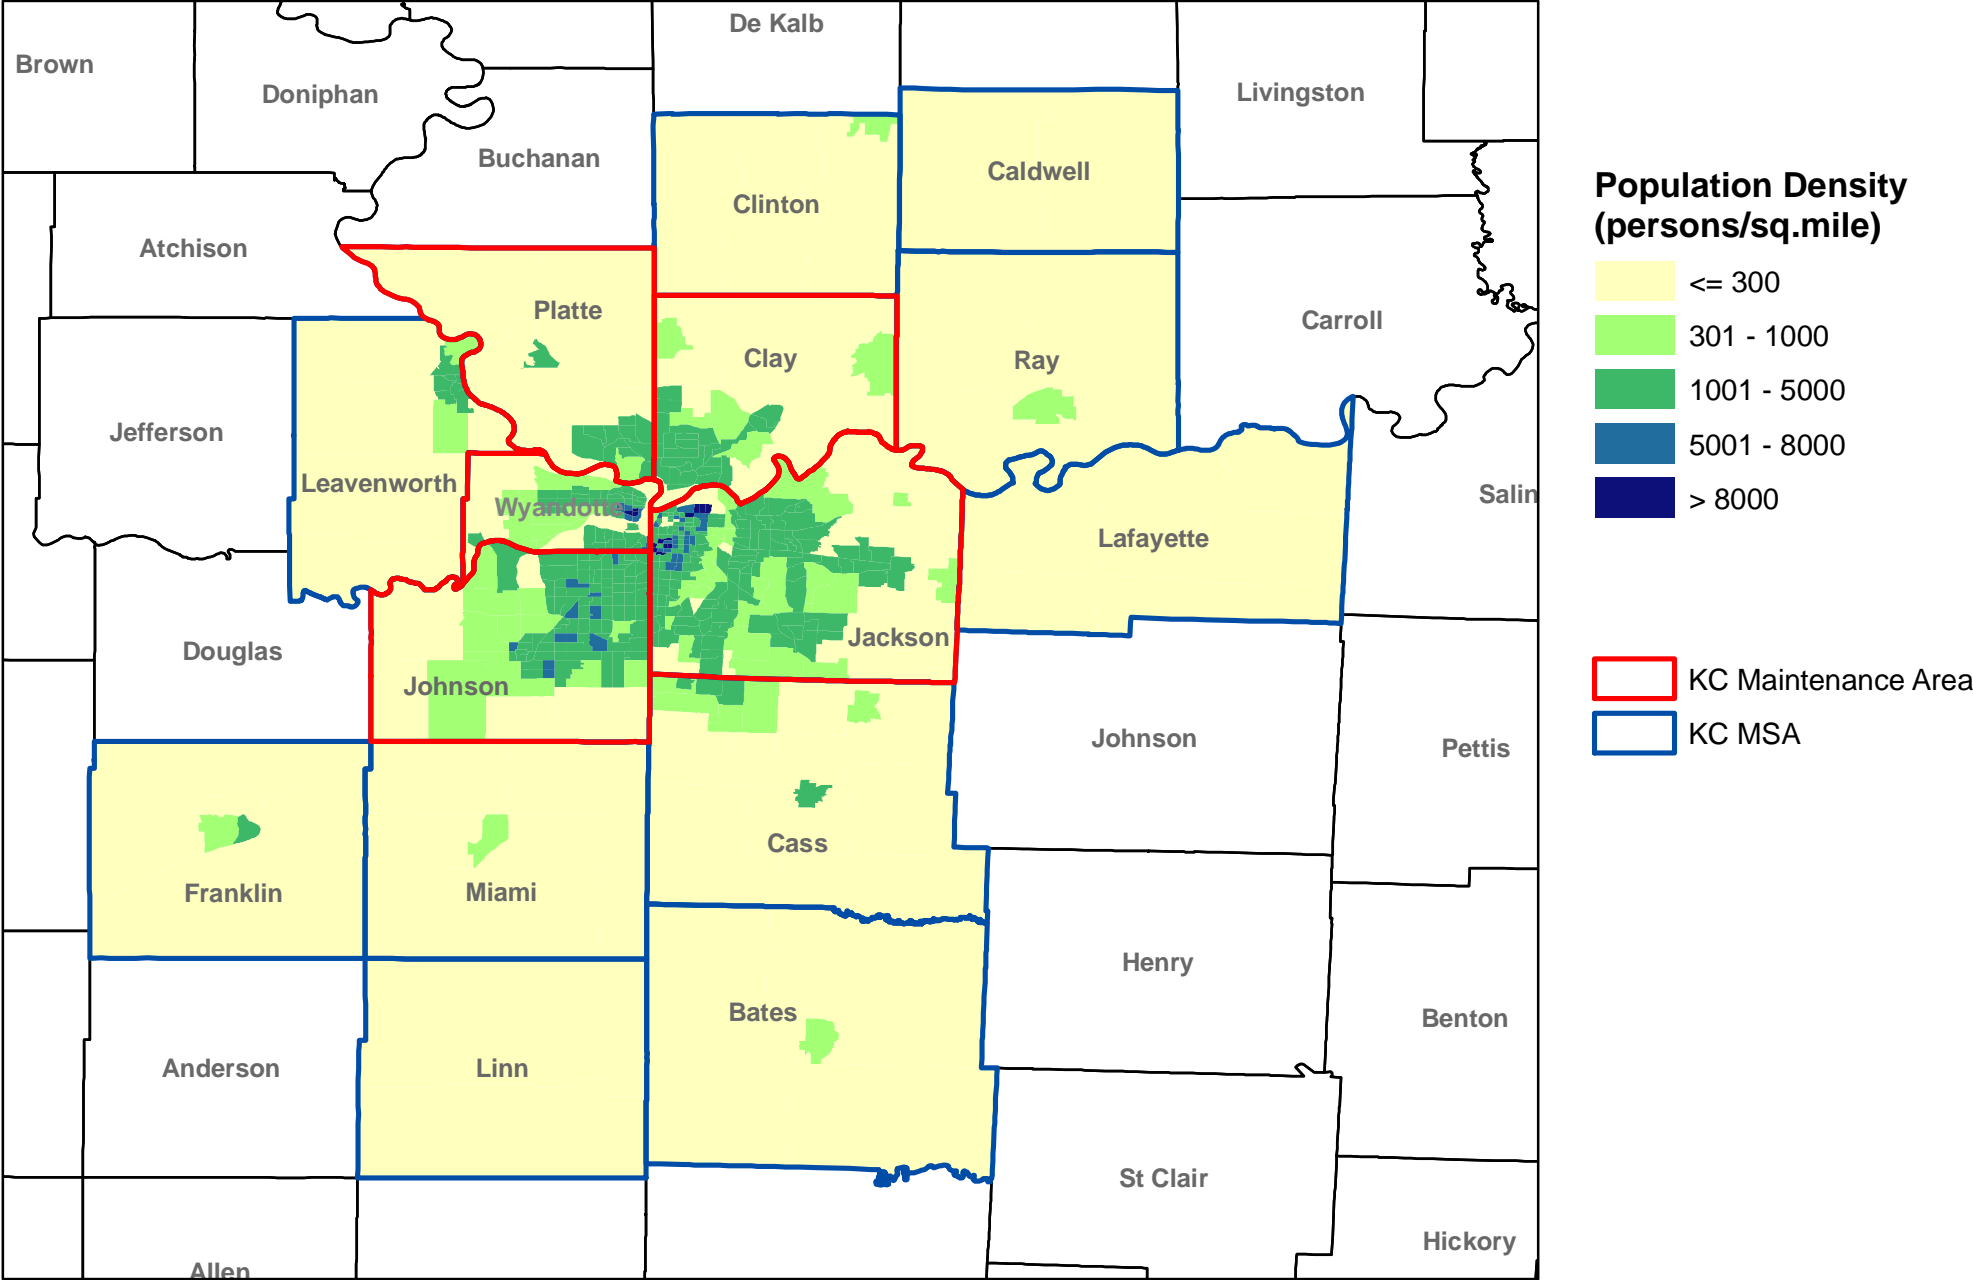 De Kalb
Brown
Doniphan
Livingston
Buchanan
Caldwell
Clinton
Atchison
Platte
Carroll
Clay
Ray
Jefferson
Leavenworth
Salin
Wyandotte
Lafayette
Jackson
Douglas
Johnson
Johnson
Pettis
Cass
Franklin
Miami
Henry
Bates
Benton
Anderson
Linn
St Clair
Hickory
Allen
Population Density
(persons/sq.mile)
<= 300
301 - 1000
1001 - 5000
5001 - 8000
> 8000
KC Maintenance Area
KC MSA